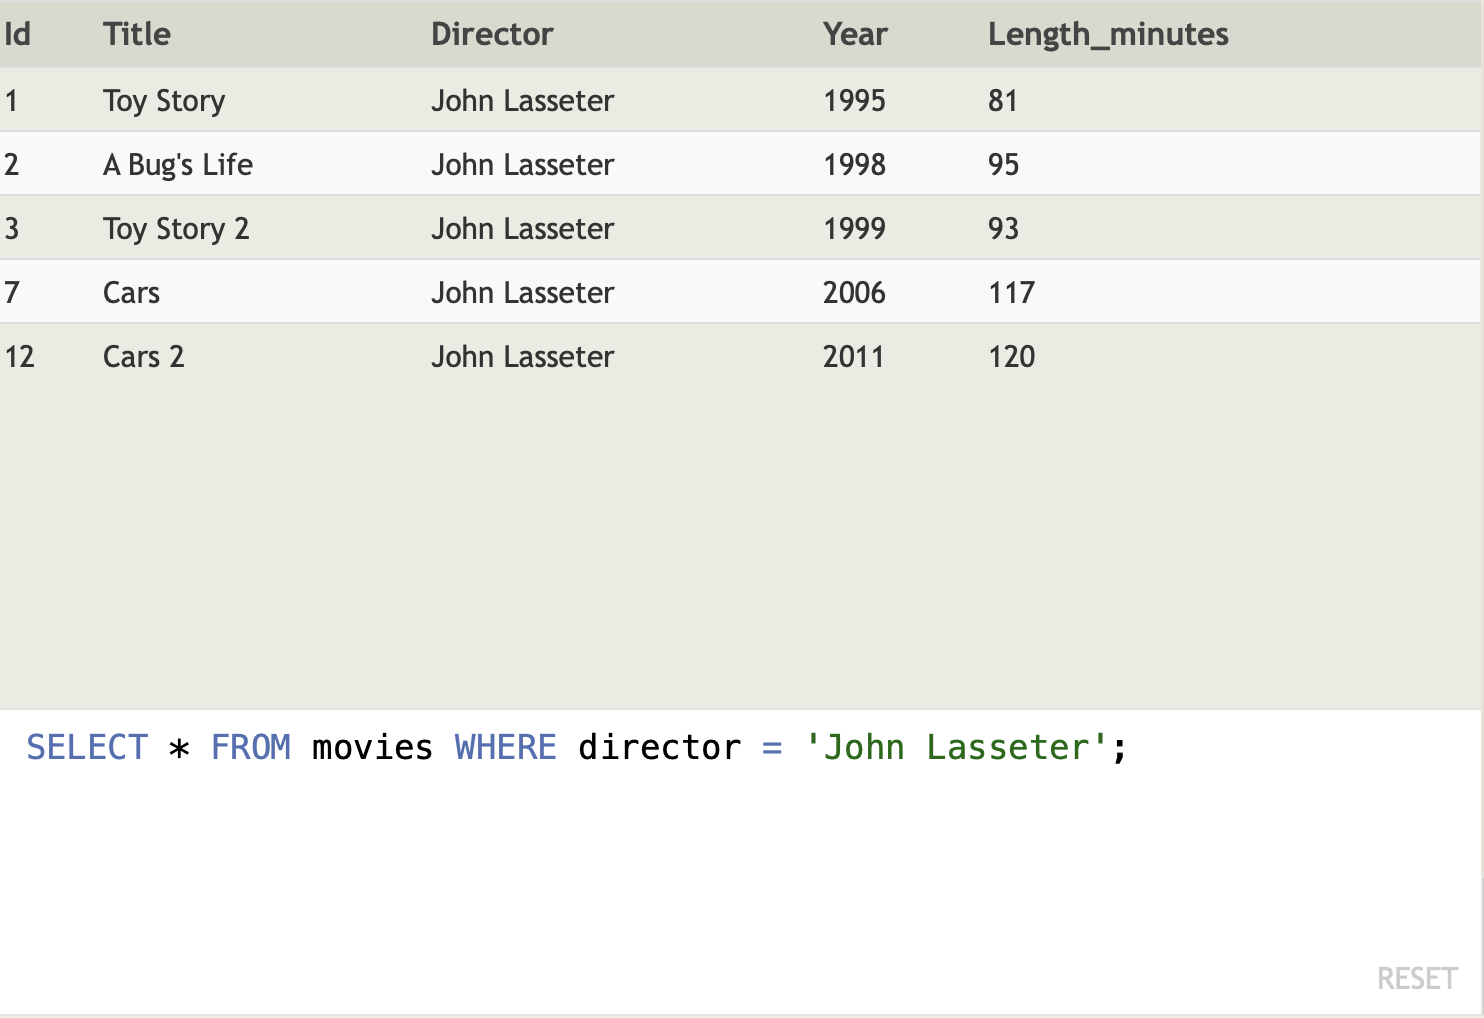 Id Title Director Year Length_minutes
1 Toy Story John Lasseter 1995 81
2 A Bug's Life John Lasseter 1998 95
3 Toy Story 2 John Lasseter 1999 93
7 Cars John Lasseter 2006 117
12 Cars 2 John Lasseter 2011 120
SELECT * FROM movies WHERE director = 'John Lasseter';
RESET